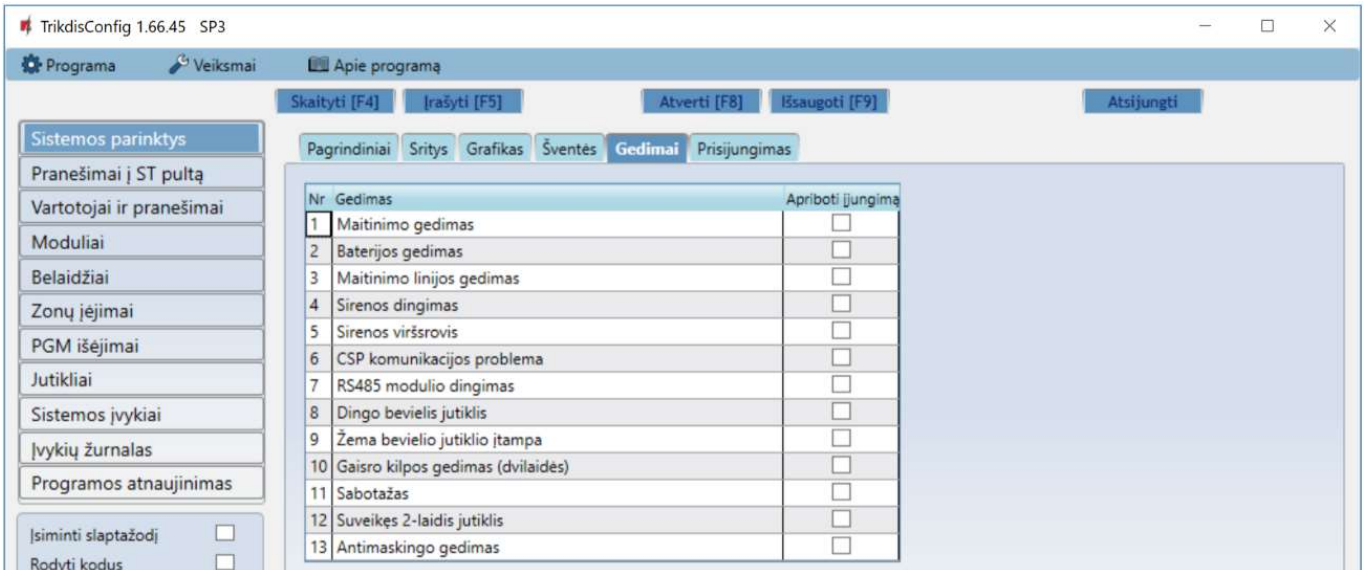 TrikdisConfig 1.66.45 SP3
Programa Veiksmai Apie programą
Skaityti [F4] Įrašyti [F5] Atverti [F8] Išsaugoti [F9] Atsijungti
Sistemos parinktys
Pranešimai į ST pultą
Vartotojai ir pranešimai
Moduliai
Belaidžiai
Zonų įėjimai
PGM išėjimai
Jutikliai
Sistemos įvykiai
Įvykių žurnalas
Programos atnaujinimas
Įsiminti slaptažodį
Rodyti kodus
Pagrindiniai Sritys Grafikas Šventės Gedimai Prisijungimas
Nr Gedimas Apriboti įjungimą
1 Maitinimo gedimas
2 Baterijos gedimas
3 Maitinimo linijos gedimas
4 Sirenos dingimas
5 Sirenos viršsrovis
6 CSP komunikacijos problema
7 RS485 modulio dingimas
8 Dingo bevielis jutiklis
9 Žema bevielio jutiklio įtampa
10 Gaisro kilpos gedimas (dvilaidės)
11 Sabotažas
12 Suveikęs 2-laidis jutiklis
13 Antimaskingo gedimas